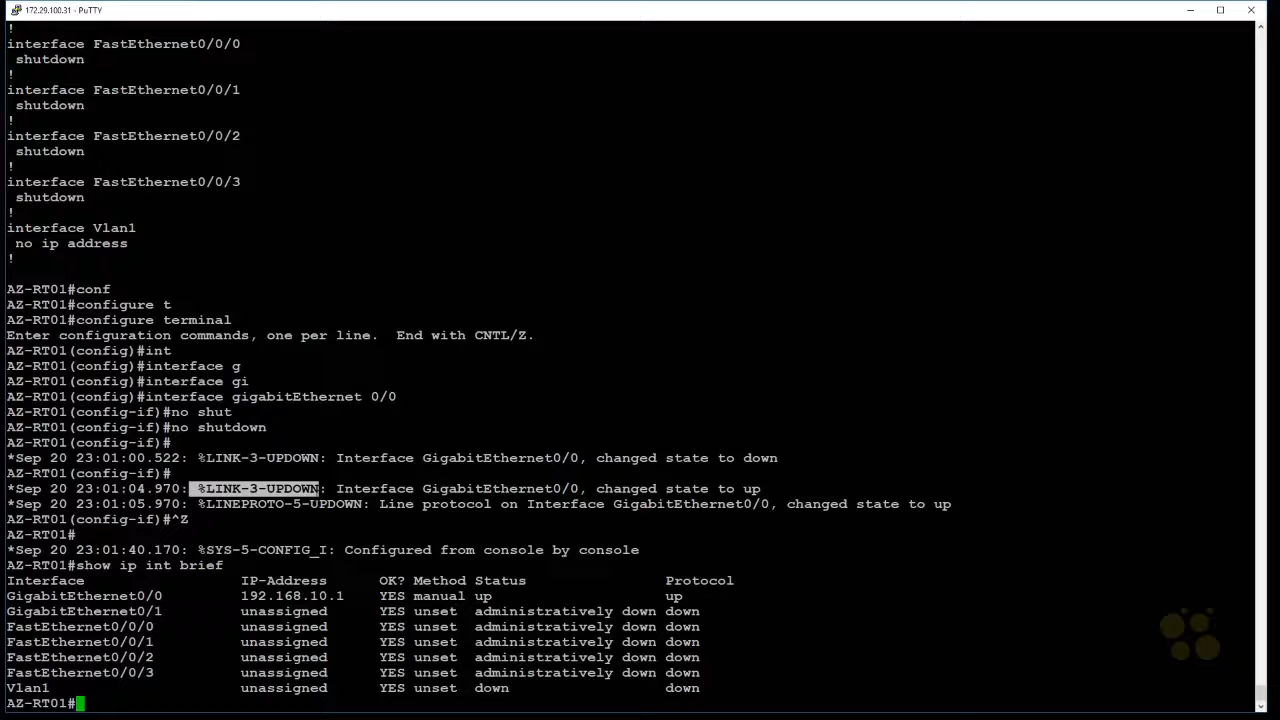 172.29.100.31 - PuTTY
!
interface FastEthernet0/0/0
 shutdown
!
interface FastEthernet0/0/1
 shutdown
!
interface FastEthernet0/0/2
 shutdown
!
interface FastEthernet0/0/3
 shutdown
!
interface Vlan1
 no ip address
!
AZ-RT01#conf
AZ-RT01#configure t
AZ-RT01#configure terminal
Enter configuration commands, one per line.  End with CNTL/Z.
AZ-RT01(config)#int
AZ-RT01(config)#interface g
AZ-RT01(config)#interface gi
AZ-RT01(config)#interface gigabitEthernet 0/0
AZ-RT01(config-if)#no shut
AZ-RT01(config-if)#no shutdown
AZ-RT01(config-if)#
*Sep 20 23:01:00.522: %LINK-3-UPDOWN: Interface GigabitEthernet0/0, changed state to down
AZ-RT01(config-if)#
*Sep 20 23:01:04.970: %LINK-3-UPDOWN: Interface GigabitEthernet0/0, changed state to up
*Sep 20 23:01:05.970: %LINEPROTO-5-UPDOWN: Line protocol on Interface GigabitEthernet0/0, changed state to up
AZ-RT01(config-if)#^Z
AZ-RT01#
*Sep 20 23:01:40.170: %SYS-5-CONFIG_I: Configured from console by console
AZ-RT01#show ip int brief
Interface                  IP-Address      OK? Method Status                Protocol
GigabitEthernet0/0         192.168.10.1    YES manual up                    up
GigabitEthernet0/1         unassigned      YES unset  administratively down down
FastEthernet0/0/0          unassigned      YES unset  administratively down down
FastEthernet0/0/1          unassigned      YES unset  administratively down down
FastEthernet0/0/2          unassigned      YES unset  administratively down down
FastEthernet0/0/3          unassigned      YES unset  administratively down down
Vlan1                      unassigned      YES unset  down                  down
AZ-RT01#